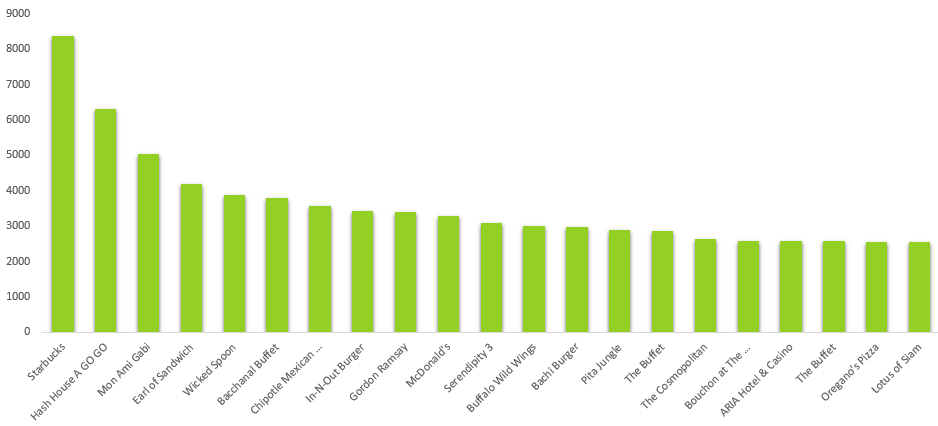 9000
8000
7000
6000
5000
4000
3000
2000
1000
0
Starbucks
Hash House A GO GO
Mon Ami Gabi
Earl of Sandwich
Wicked Spoon
Bacchanal Buffet
Chipotle Mexican ...
In-N-Out Burger
Gordon Ramsay
McDonald's
Serendipity 3
Buffalo Wild Wings
Bachi Burger
Pita Jungle
The Buffet
The Cosmopolitan
Bouchon at The ...
ARIA Hotel & Casino
The Buffet
Oregano's Pizza
Lotus of Siam